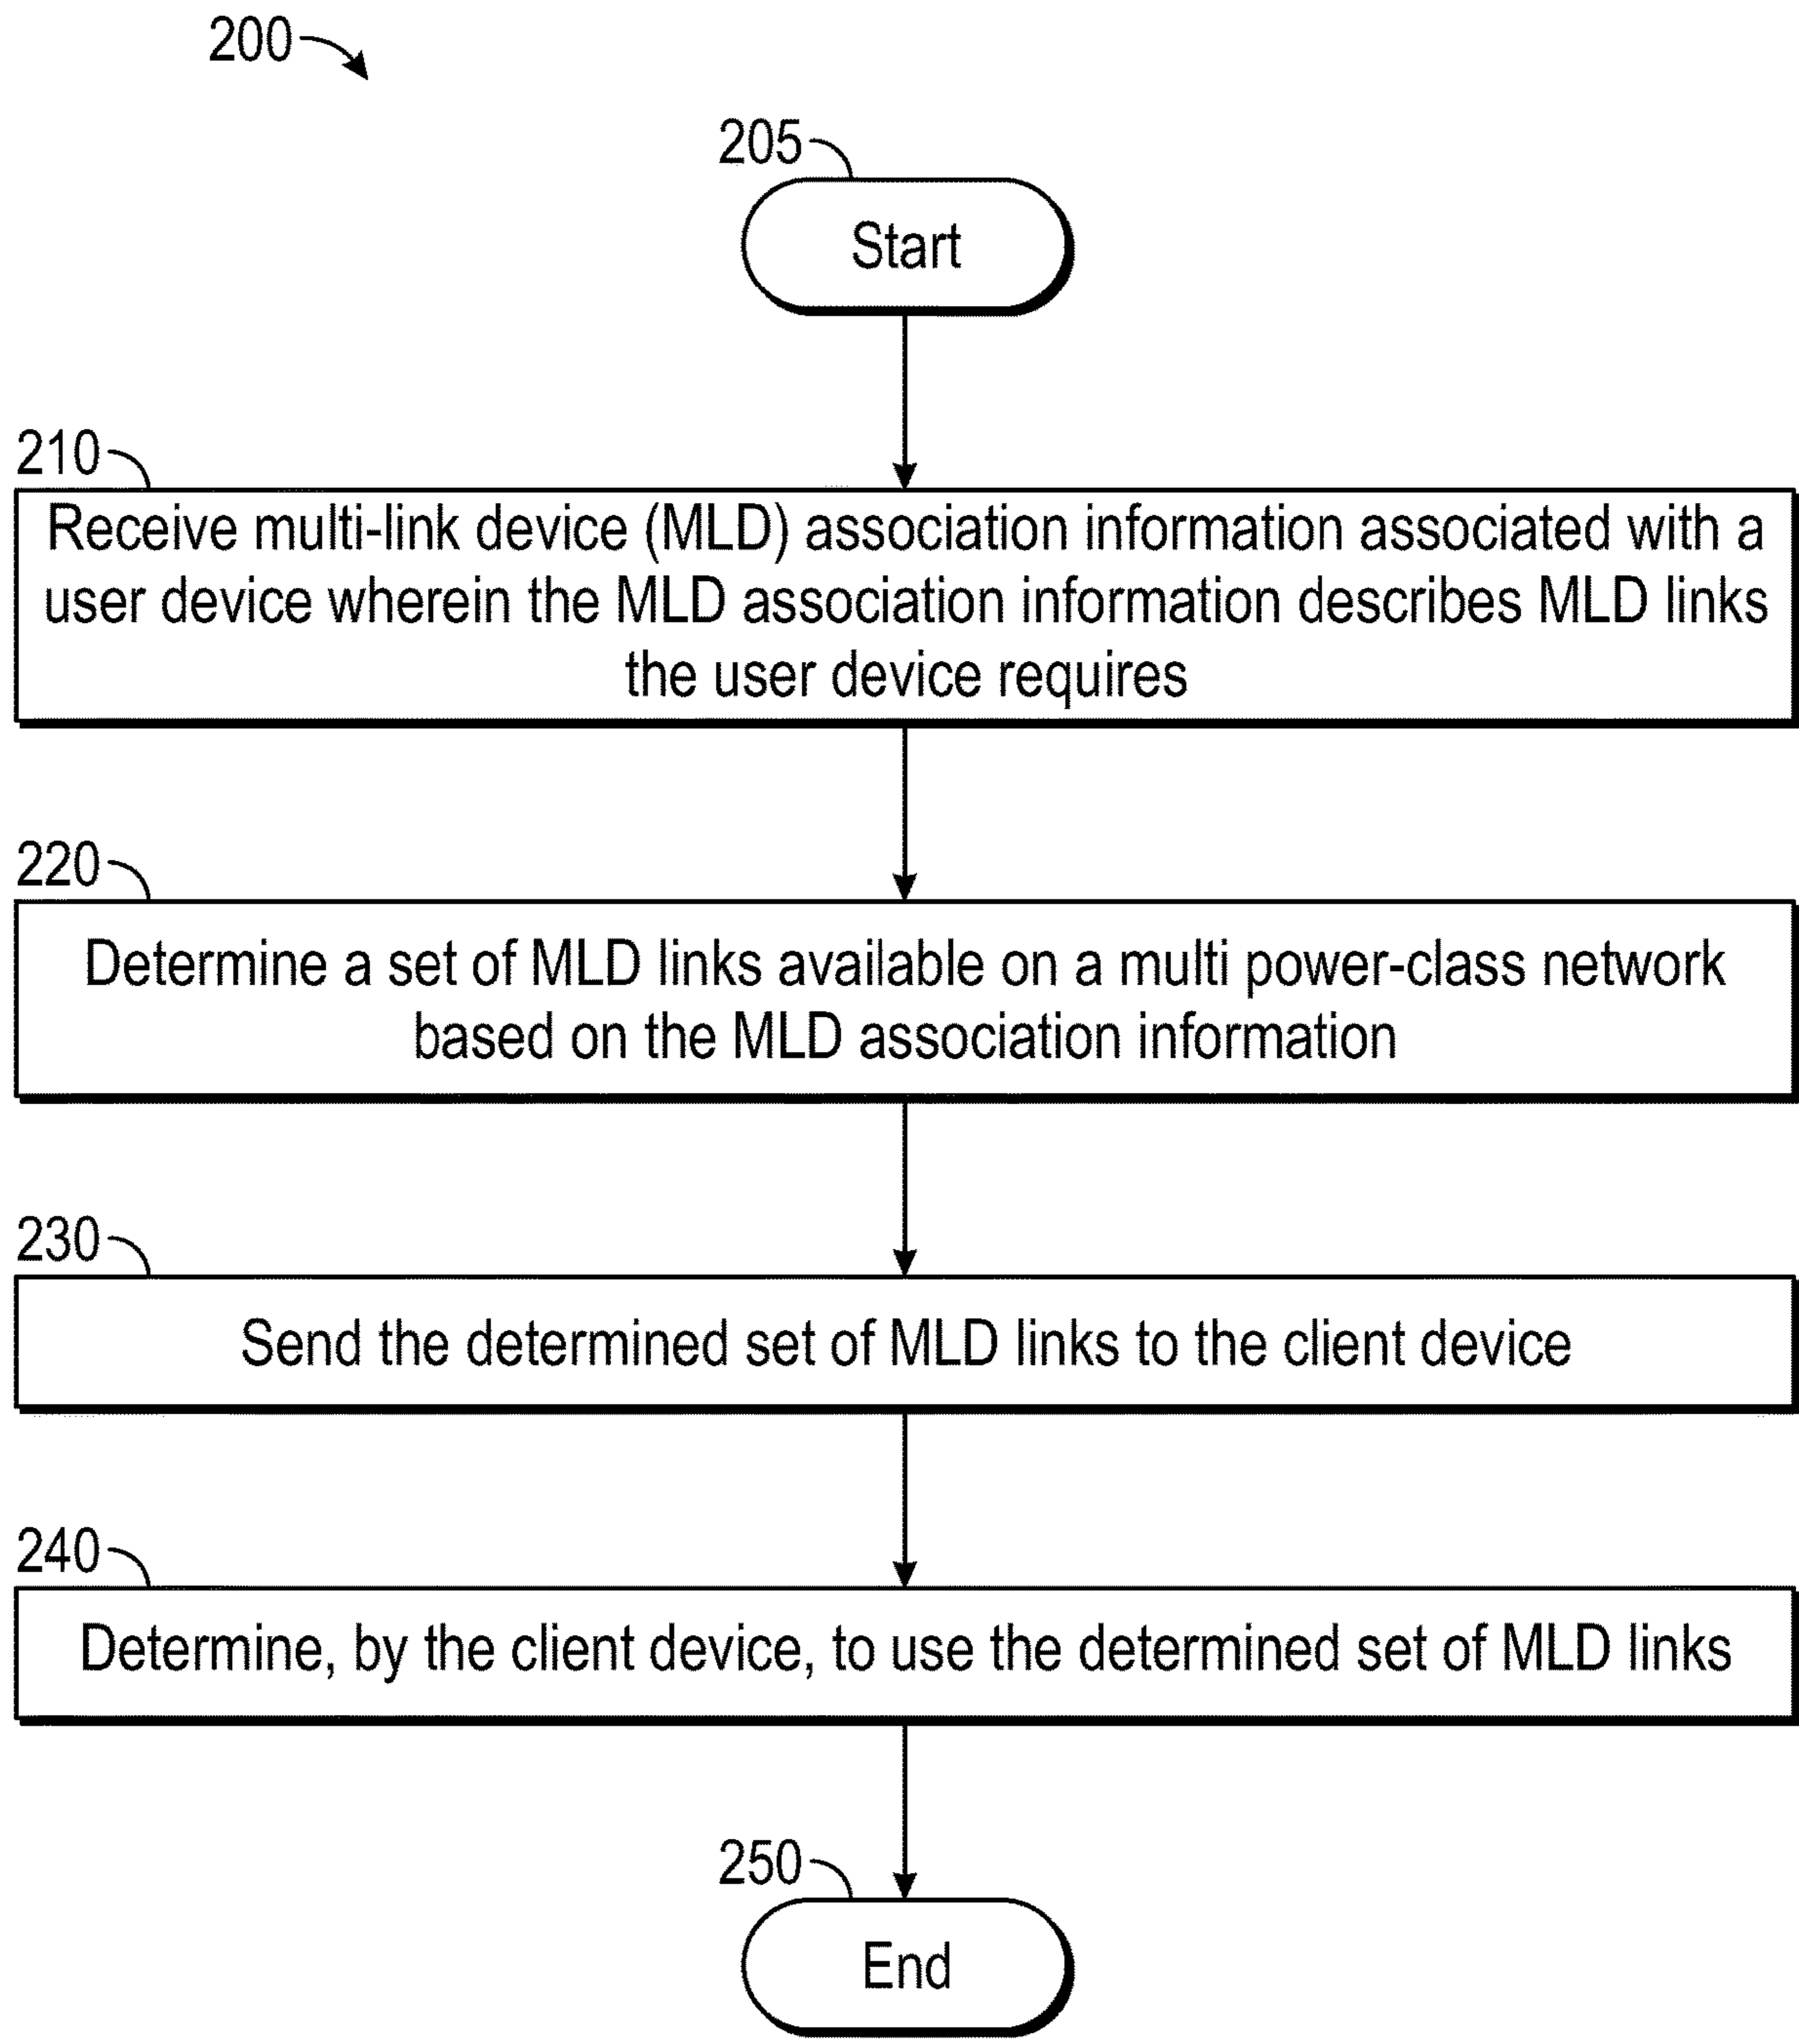 200
205
Start
210
Receive multi-link device (MLD) association information associated with a
user device wherein the MLD association information describes MLD links
the user device requires
220
Determine a set of MLD links available on a multi power-class network
based on the MLD association information
230
Send the determined set of MLD links to the client device
240
Determine, by the client device, to use the determined set of MLD links
250
End